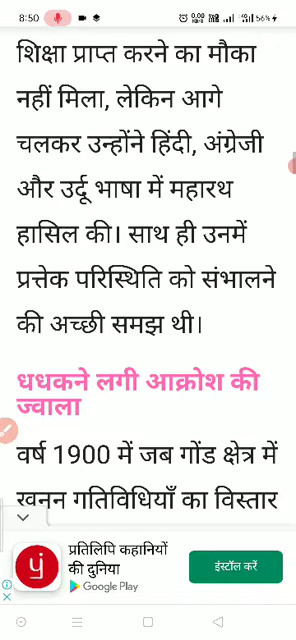 8:50
56%
शिक्षा प्राप्त करने का मौका
नहीं मिला, लेकिन आगे
चलकर उन्होंने हिंदी, अंग्रेजी
और उर्दू भाषा में महारथ
हासिल की। साथ ही उनमें
प्रत्तेक परिस्थिति को संभालने
की अच्छी समझ थी।
धधकने लगी आक्रोश की
ज्वाला
वर्ष 1900 में जब गोंड क्षेत्र में
खनन गतिविधियाँ का विस्तार
प्रतिलिपि कहानियों
की दुनिया
Google Play
इंस्टॉल करें